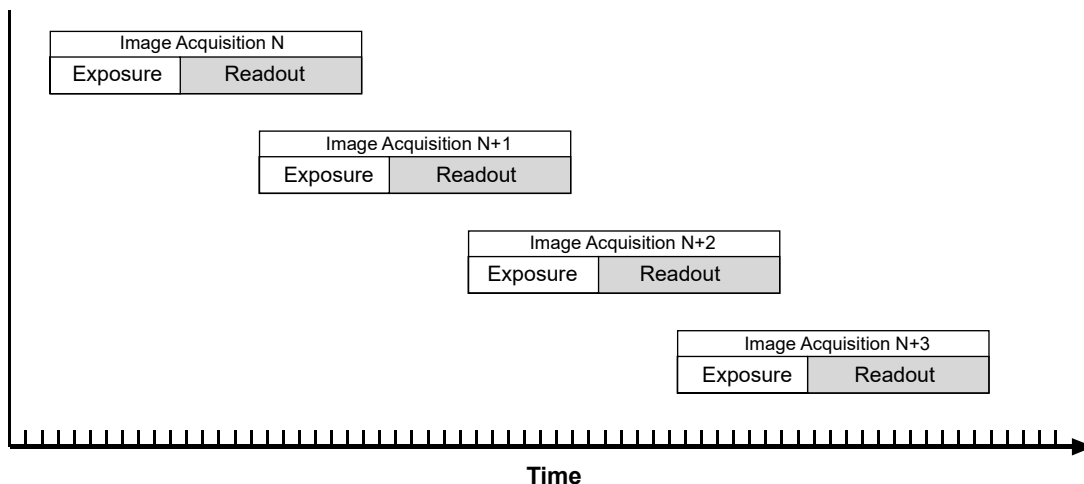 Image Acquisition N
Exposure Readout
Image Acquisition N+1
Exposure Readout
Image Acquisition N+2
Exposure Readout
Image Acquisition N+3
Exposure Readout
Time